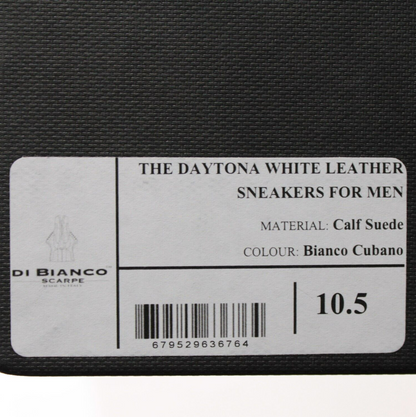 THE DAYTONA WHITE LEATHER
SNEAKERS FOR MEN
MATERIAL: Calf Suede
COLOUR: Bianco Cubano
DI BIANCO
SCARPE
679529636764
10.5